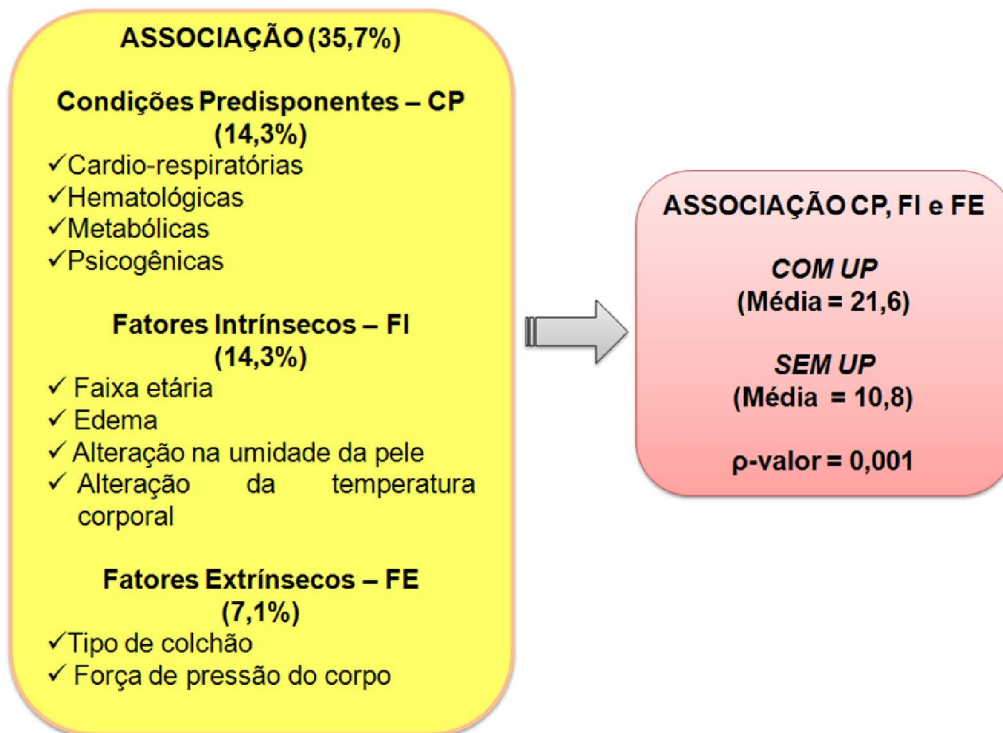 ASSOCIAÇÃO (35,7%)
Condições Predisponentes – CP
(14,3%)
✓Cardio-respiratórias
✓Hematológicas
✓Metabólicas
✓Psicogênicas
Fatores Intrínsecos – FI
(14,3%)
✓ Faixa etária
✓ Edema
✓ Alteração na umidade da pele
✓ Alteração da temperatura
corporal
Fatores Extrínsecos – FE
(7,1%)
✓Tipo de colchão
✓ Força de pressão do corpo
ASSOCIAÇÃO CP, FI e FE
COM UP
(Média = 21,6)
SEM UP
(Média = 10,8)
ρ-valor = 0,001